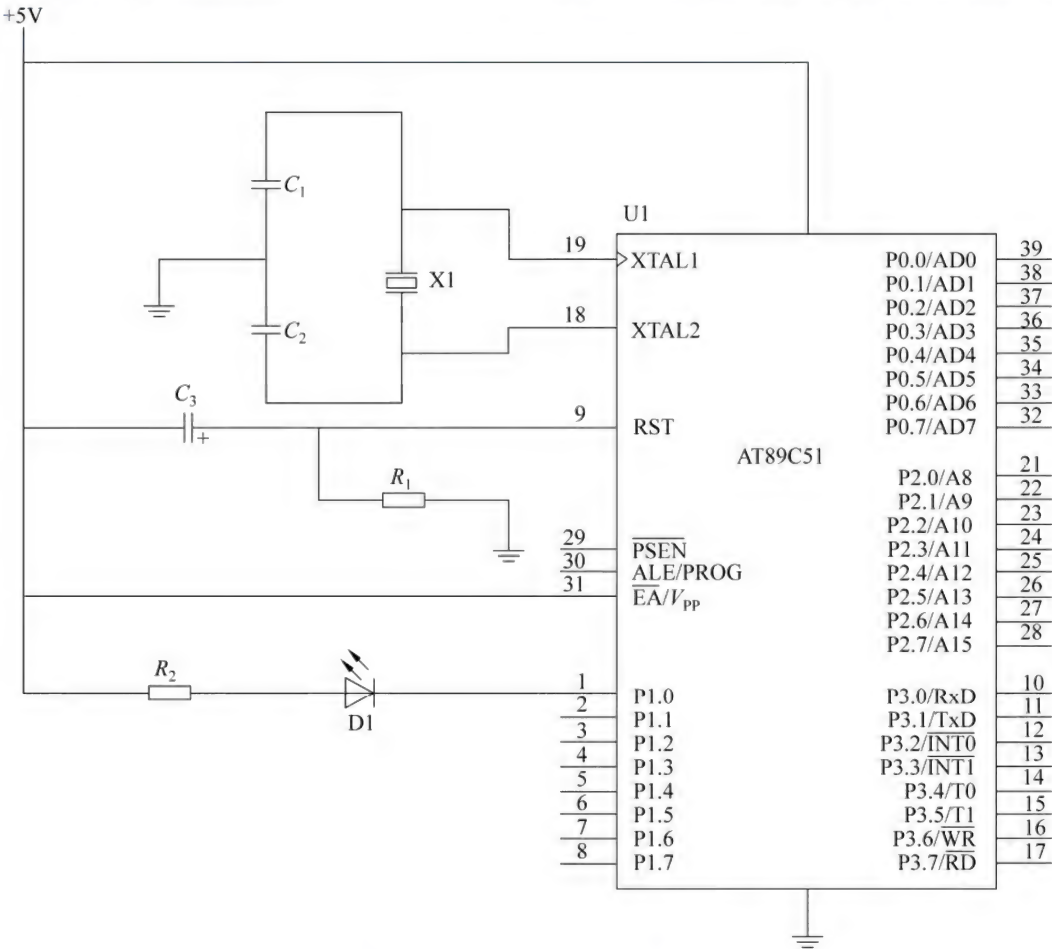 +5V
C₁
C₂
X1
C₃
+
R₁
R₂
D1
U1
19 XTAL1
18 XTAL2
9 RST
29 PSEN
30 ALE/PROG
31 EA/VPP
1 P1.0
2 P1.1
3 P1.2
4 P1.3
5 P1.4
6 P1.5
7 P1.6
8 P1.7
AT89C51
P0.0/AD0 39
P0.1/AD1 38
P0.2/AD2 37
P0.3/AD3 36
P0.4/AD4 35
P0.5/AD5 34
P0.6/AD6 33
P0.7/AD7 32
P2.0/A8 21
P2.1/A9 22
P2.2/A10 23
P2.3/A11 24
P2.4/A12 25
P2.5/A13 26
P2.6/A14 27
P2.7/A15 28
P3.0/RxD 10
P3.1/TxD 11
P3.2/INT0 12
P3.3/INT1 13
P3.4/T0 14
P3.5/T1 15
P3.6/WR 16
P3.7/RD 17